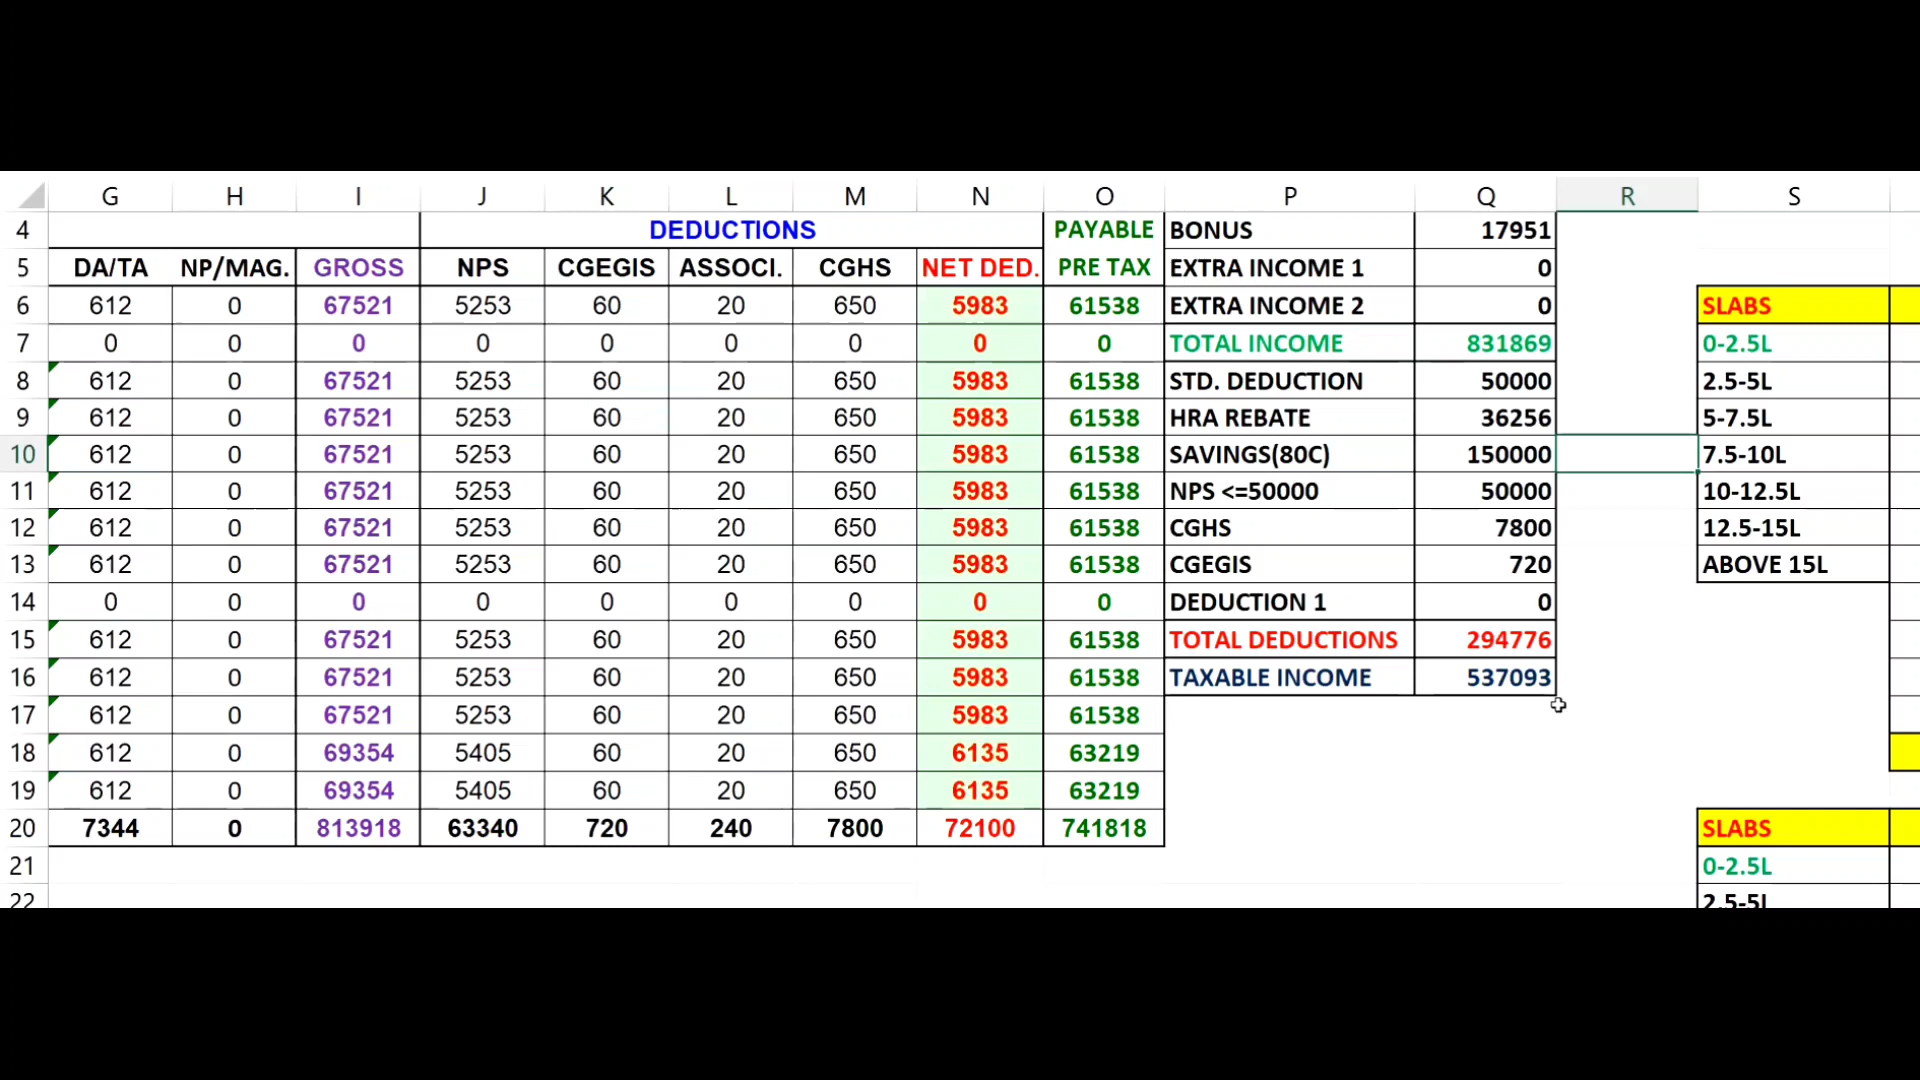 G H I J K L M N O P Q R S
4 DEDUCTIONS PAYABLE BONUS 17951
5 DA/TA NP/MAG. GROSS NPS CGEGIS ASSOCI. CGHS NET DED. PRE TAX EXTRA INCOME 1 0
6 612 0 67521 5253 60 20 650 5983 61538 EXTRA INCOME 2 0 SLABS
7 0 0 0 0 0 0 0 0 0 TOTAL INCOME 831869 0-2.5L
8 612 0 67521 5253 60 20 650 5983 61538 STD. DEDUCTION 50000 2.5-5L
9 612 0 67521 5253 60 20 650 5983 61538 HRA REBATE 36256 5-7.5L
10 612 0 67521 5253 60 20 650 5983 61538 SAVINGS(80C) 150000 7.5-10L
11 612 0 67521 5253 60 20 650 5983 61538 NPS <=50000 50000 10-12.5L
12 612 0 67521 5253 60 20 650 5983 61538 CGHS 7800 12.5-15L
13 612 0 67521 5253 60 20 650 5983 61538 CGEGIS 720 ABOVE 15L
14 0 0 0 0 0 0 0 0 0 DEDUCTION 1 0
15 612 0 67521 5253 60 20 650 5983 61538 TOTAL DEDUCTIONS 294776
16 612 0 67521 5253 60 20 650 5983 61538 TAXABLE INCOME 537093
17 612 0 67521 5253 60 20 650 5983 61538
18 612 0 69354 5405 60 20 650 6135 63219
19 612 0 69354 5405 60 20 650 6135 63219
20 7344 0 813918 63340 720 240 7800 72100 741818 SLABS
21 0-2.5L
22 2.5-5L